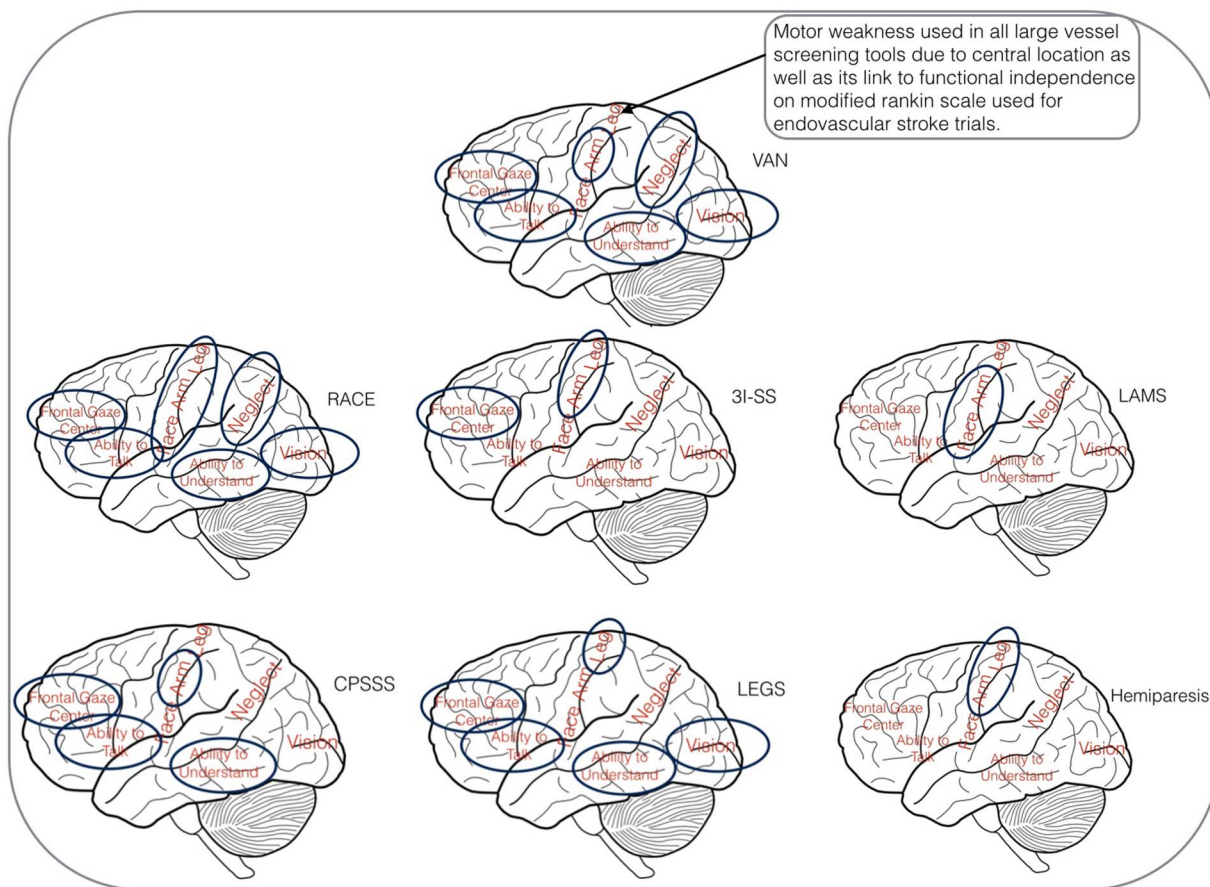 Motor weakness used in all large vessel
screening tools due to central location as
well as its link to functional independence
on modified rankin scale used for
endovascular stroke trials.
VAN
Frontal Gaze
Center
Ability to
Talk
Face Arm Leg
Neglect
Ability to
Understand
Vision
RACE
Frontal Gaze
Center
Ability to
Talk
Face Arm Leg
Neglect
Ability to
Understand
Vision
3I-SS
Frontal Gaze
Center
Ability to
Talk
Face Arm Leg
Neglect
Ability to
Understand
Vision
LAMS
Frontal Gaze
Center
Ability to
Talk
Face Arm Leg
Neglect
Ability to
Understand
Vision
CPSSS
Frontal Gaze
Center
Ability to
Talk
Face Arm Leg
Neglect
Ability to
Understand
Vision
LEGS
Frontal Gaze
Center
Ability to
Talk
Face Arm Leg
Neglect
Ability to
Understand
Vision
Hemiparesis
Frontal Gaze
Center
Ability to
Talk
Face Arm Leg
Neglect
Ability to
Understand
Vision